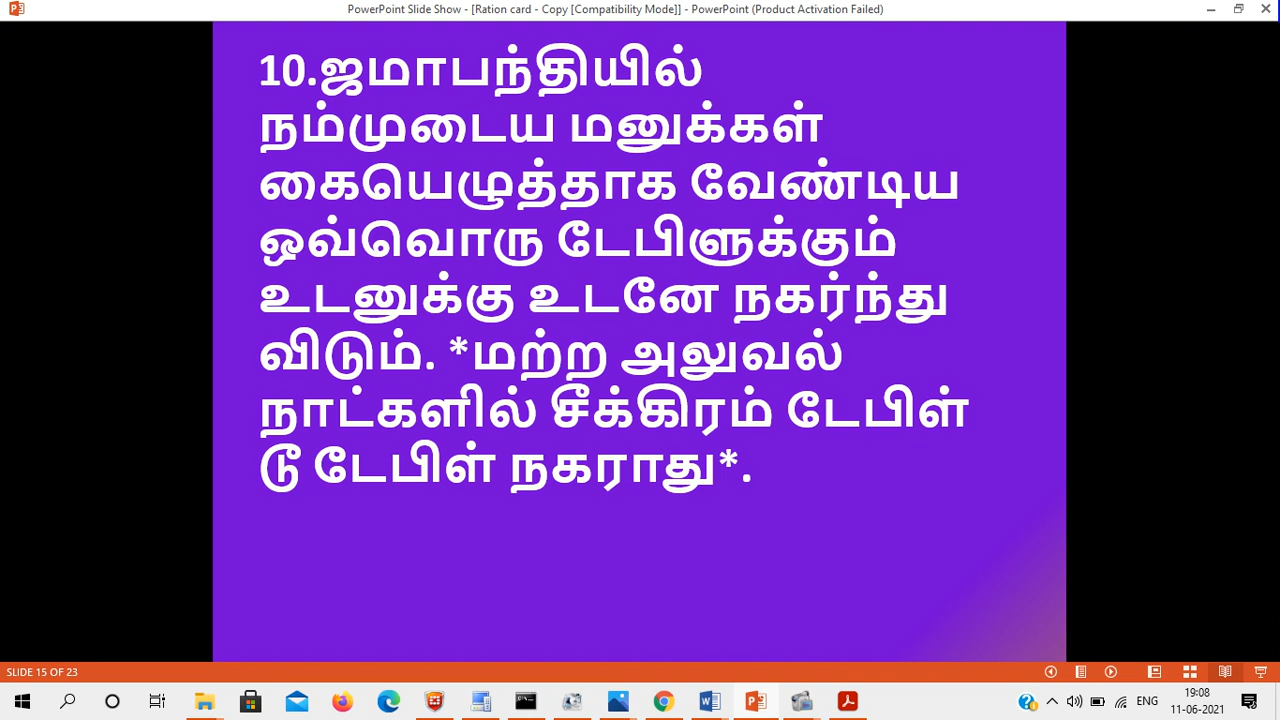 PowerPoint Slide Show - [Ration card - Copy [Compatibility Mode]] - PowerPoint (Product Activation Failed)
10.ஜமாபந்தியில்
நம்முடைய மனுக்கள்
கையெழுத்தாக வேண்டிய
ஒவ்வொரு டேபிளுக்கும்
உடனுக்கு உடனே நகர்ந்து
விடும். *மற்ற அலுவல்
நாட்களில் சீக்கிரம் டேபிள்
டூ டேபிள் நகராது*.
SLIDE 15 OF 23
ENG
19:08
11-06-2021